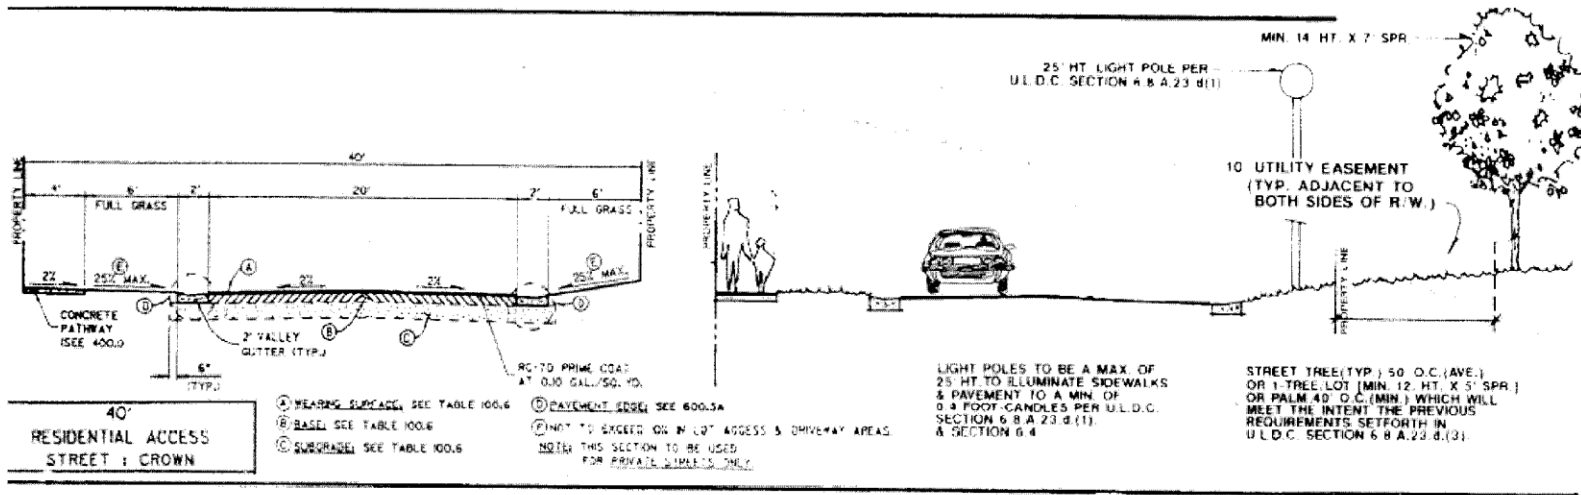 MIN. 14 HT. X 7' SPR.
25' HT. LIGHT POLE PER
U.L.D.C. SECTION 6.8.A.23.d.(1)
10 UTILITY EASEMENT
(TYP. ADJACENT TO
BOTH SIDES OF R/W.)
PROPERTY LINE
PROPERTY LINE
PROPERTY LINE
PROPERTY LINE
40'
4'
6'
2'
20'
2'
6'
FULL GRASS
FULL GRASS
2%
E
25% MAX.
A
2%
2%
E
25% MAX.
D
D
B
C
CONCRETE
PATHWAY
(SEE 400.0
2' VALLEY
GUTTER (TYP.)
6"
(TYP.)
RC-70 PRIME COAT
AT 0.10 GAL./SQ. YD.
40'
RESIDENTIAL ACCESS
STREET : CROWN
A WEARING SURFACE: SEE TABLE 100.6
B BASE: SEE TABLE 100.6
C SUBGRADE: SEE TABLE 100.6
D PAVEMENT EDGE: SEE 600.5A
E NOT TO EXCEED 10% IN LOT ACCESS & DRIVEWAY AREAS.
NOTE: THIS SECTION TO BE USED
FOR PRIVATE STREETS ONLY.
LIGHT POLES TO BE A MAX. OF
25' HT. TO ILLUMINATE SIDEWALKS
& PAVEMENT TO A MIN. OF
0.4 FOOT-CANDLES PER U.L.D.C.
SECTION 6.8.A.23.d.(1).
& SECTION 6.4
STREET TREE(TYP.) 50 O.C.(AVE.)
OR 1-TREE/LOT [MIN. 12. HT. X 5' SPR.]
OR PALM 40' O.C.(MIN.) WHICH WILL
MEET THE INTENT THE PREVIOUS
REQUIREMENTS SETFORTH IN
U.L.D.C. SECTION 6.8.A.23.d.(3).